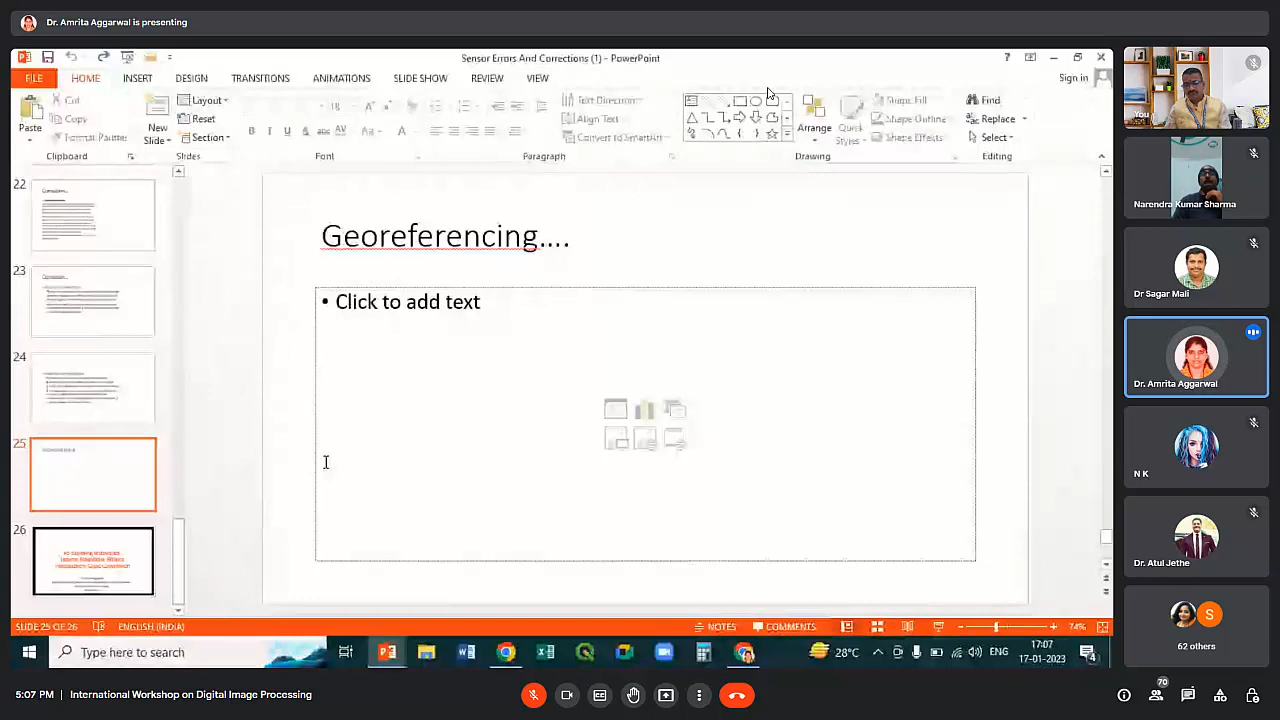 Dr. Amrita Aggarwal is presenting
Sensor Errors And Corrections (1) - PowerPoint
Sign in
FILE HOME INSERT DESIGN TRANSITIONS ANIMATIONS SLIDE SHOW REVIEW VIEW
Paste
Cut
Copy
Format Painter
Clipboard
New
Slide
Layout
Reset
Section
Slides
Font
Text Direction
Align Text
Convert to SmartArt
Paragraph
Arrange
Quick
Styles
Shape Fill
Shape Outline
Shape Effects
Drawing
Find
Replace
Select
Editing
22
23
24
25
26
Georeferencing....
• Click to add text
SLIDE 25 OF 26 ENGLISH (INDIA)
NOTES COMMENTS 74%
Type here to search
28°C ENG
17:07
17-01-2023
4
You
Narendra Kumar Sharma
Dr Sagar Mali
Dr. Amrita Aggarwal
N K
Dr. Atul Jethe
S
62 others
5:07 PM | International Workshop on Digital Image Processing
70